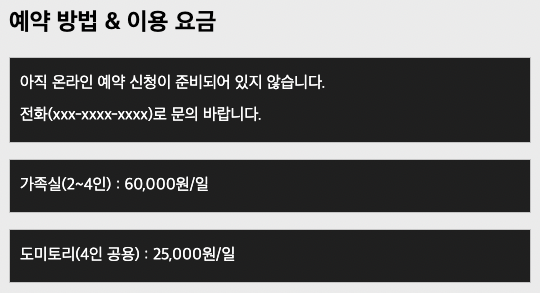 예약 방법 & 이용 요금
아직 온라인 예약 신청이 준비되어 있지 않습니다.
전화(xxx-xxxx-xxxx)로 문의 바랍니다.
가족실(2~4인) : 60,000원/일
도미토리(4인 공용) : 25,000원/일